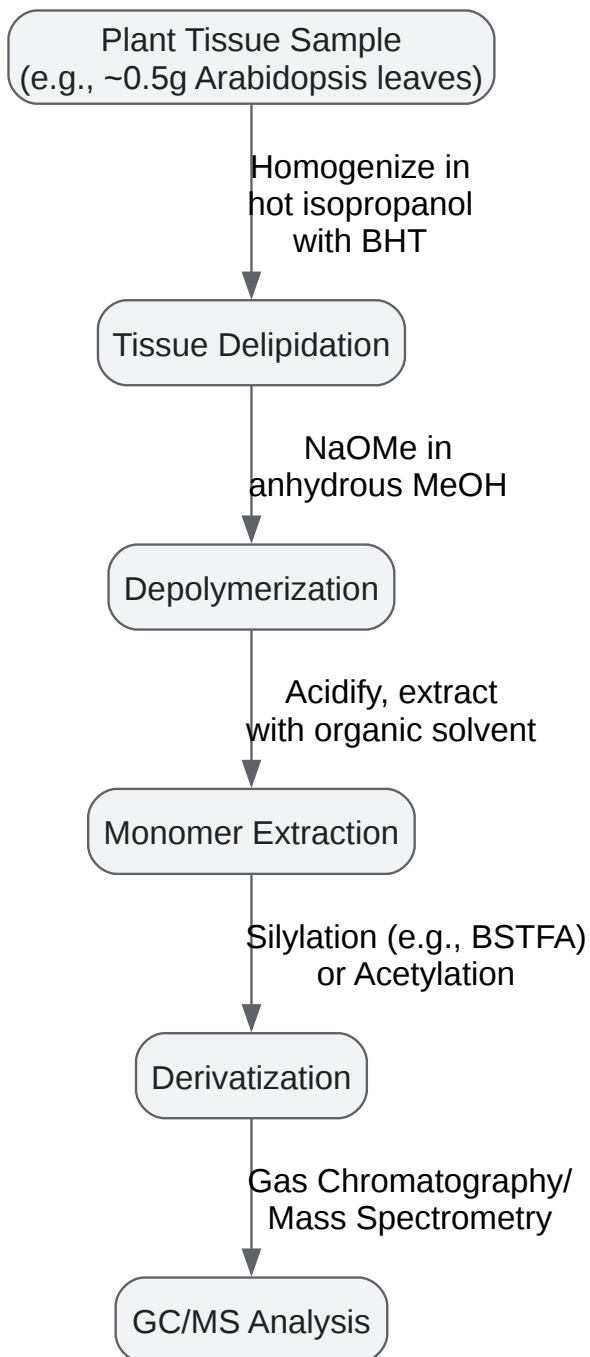 Plant Tissue Sample
(e.g., ~0.5g Arabidopsis leaves)
Homogenize in
hot isopropanol
with BHT
Tissue Delipidation
NaOMe in
anhydrous MeOH
Depolymerization
Acidify, extract
with organic solvent
Monomer Extraction
Silylation (e.g., BSTFA)
or Acetylation
Derivatization
Gas Chromatography/
Mass Spectrometry
GC/MS Analysis